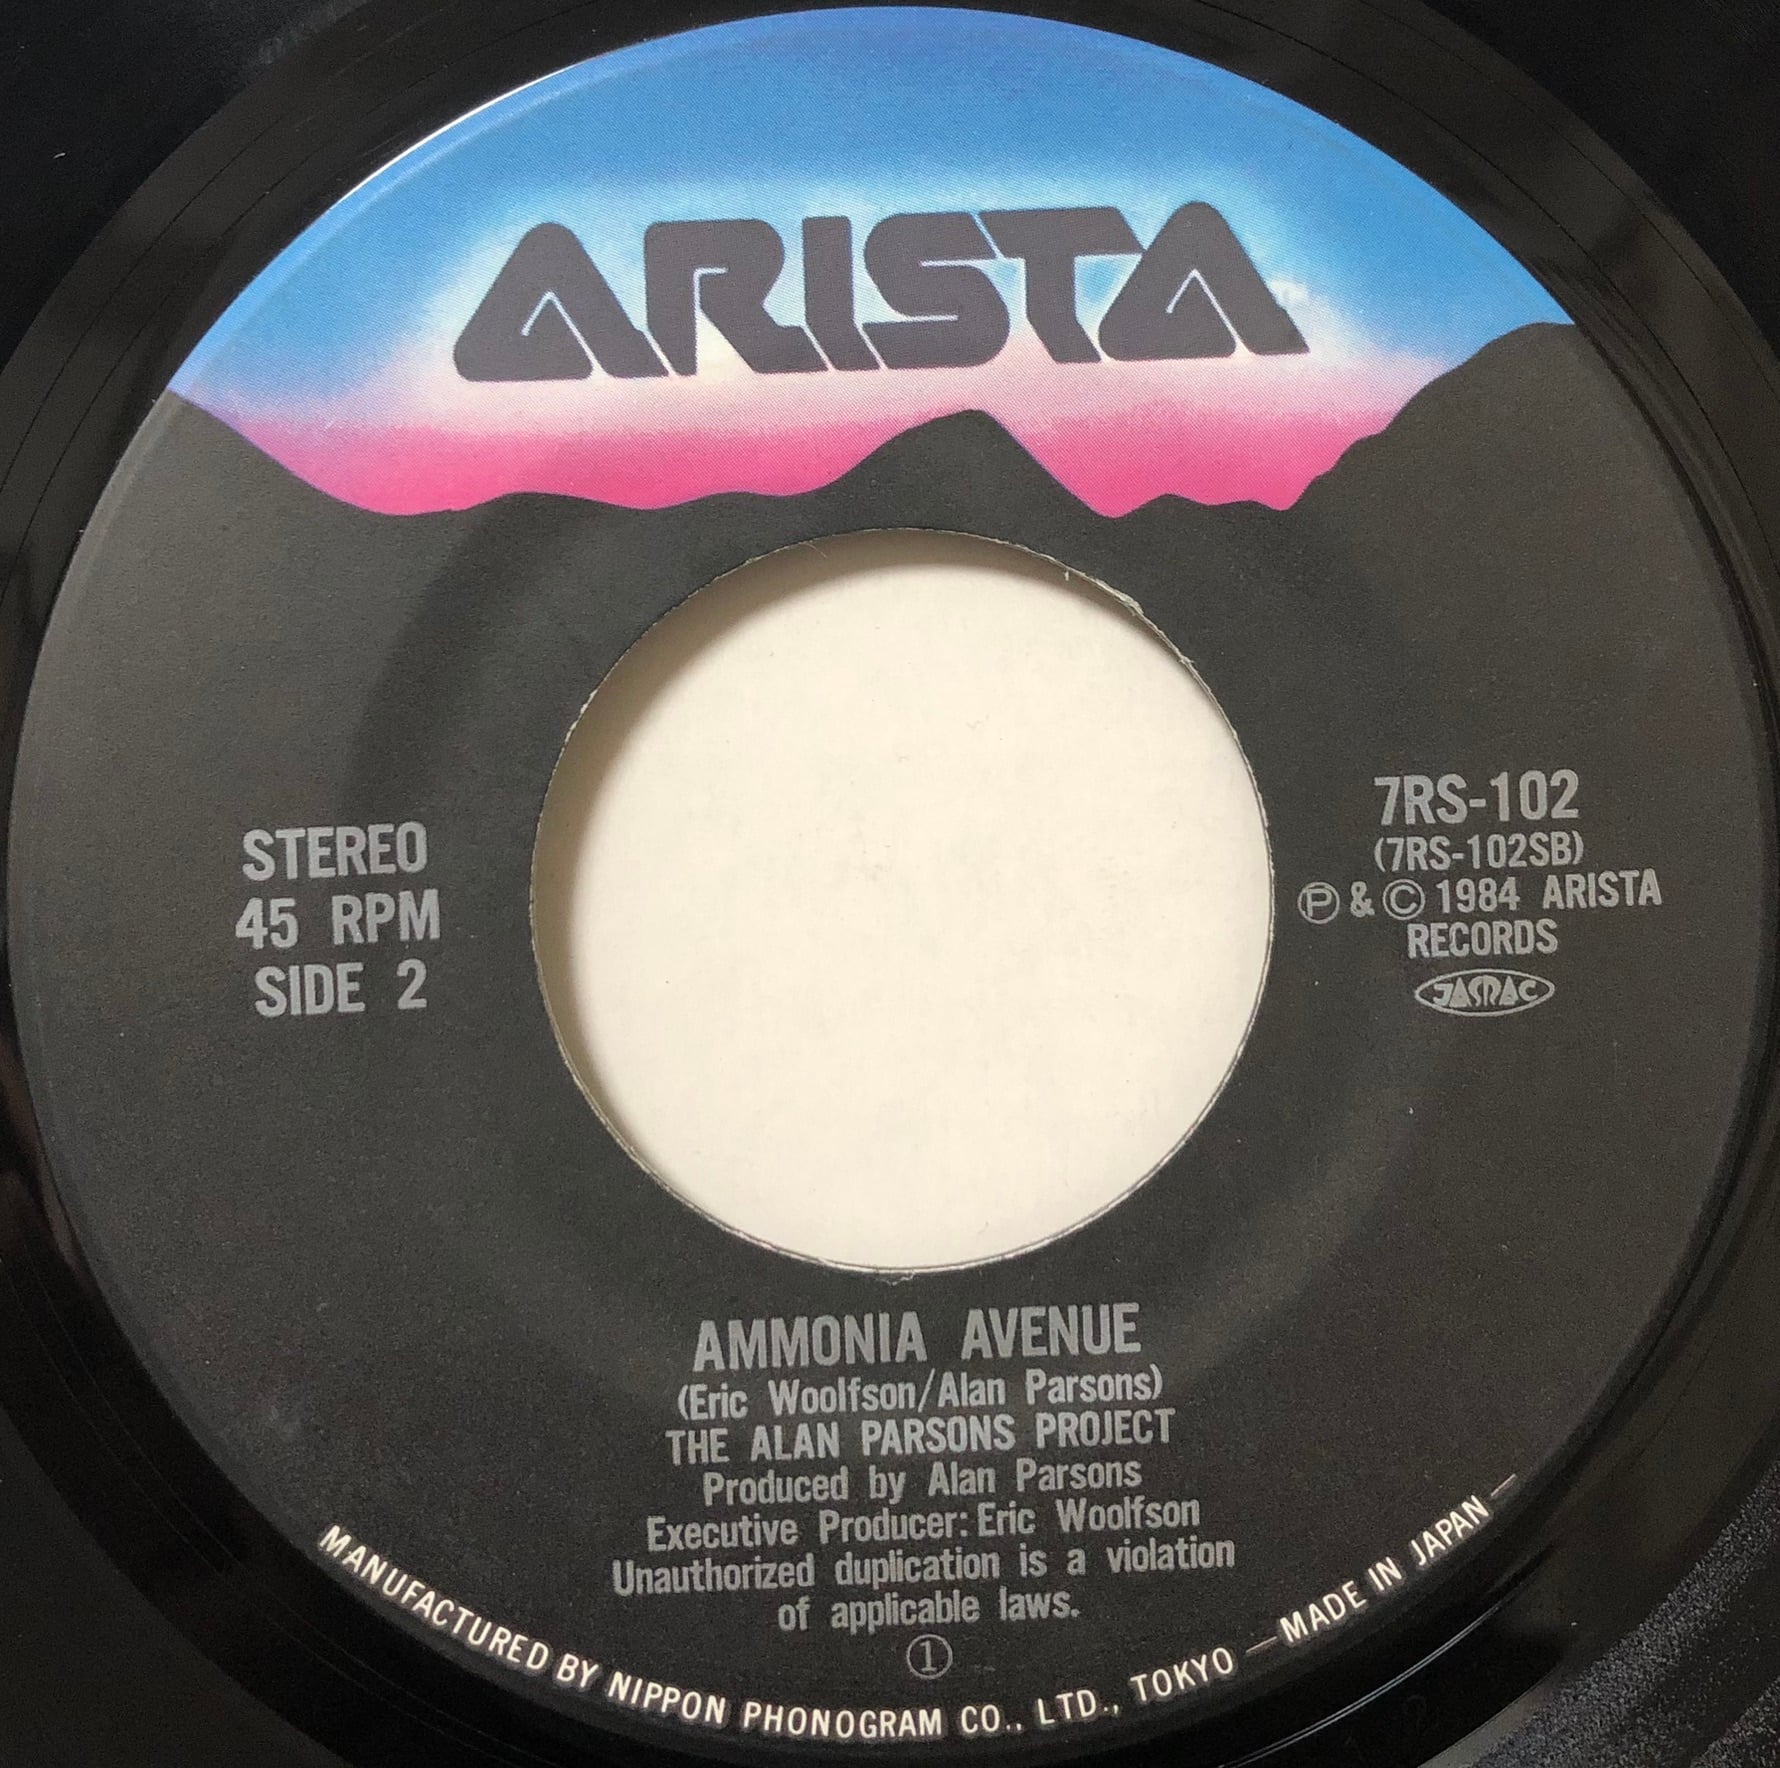 ARISTA
STEREO
45 RPM
SIDE 2
7RS-102
(7RS-102SB)
Ⓟ & © 1984 ARISTA
RECORDS
JASRAC
AMMONIA AVENUE
(Eric Woolfson/Alan Parsons)
THE ALAN PARSONS PROJECT
Produced by Alan Parsons
Executive Producer: Eric Woolfson
Unauthorized duplication is a violation
of applicable laws.
①
MANUFACTURED BY NIPPON PHONOGRAM CO., LTD., TOKYO — MADE IN JAPAN —